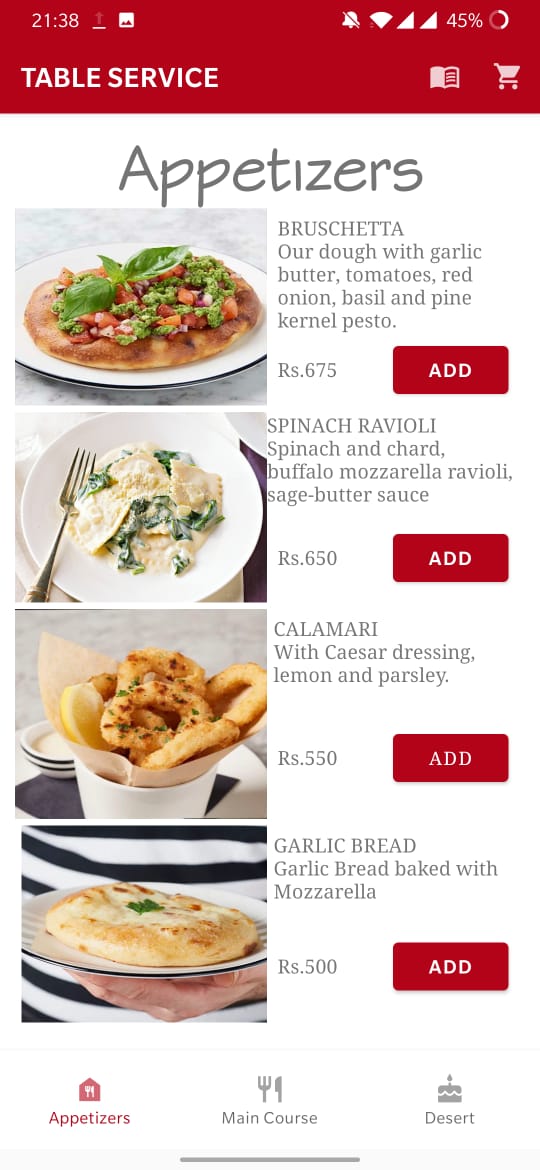 21:38
45%
TABLE SERVICE
Appetizers
BRUSCHETTA
Our dough with garlic
butter, tomatoes, red
onion, basil and pine
kernel pesto.
Rs.675
ADD
SPINACH RAVIOLI
Spinach and chard,
buffalo mozzarella ravioli,
sage-butter sauce
Rs.650
ADD
CALAMARI
With Caesar dressing,
lemon and parsley.
Rs.550
ADD
GARLIC BREAD
Garlic Bread baked with
Mozzarella
Rs.500
ADD
Appetizers
Main Course
Desert